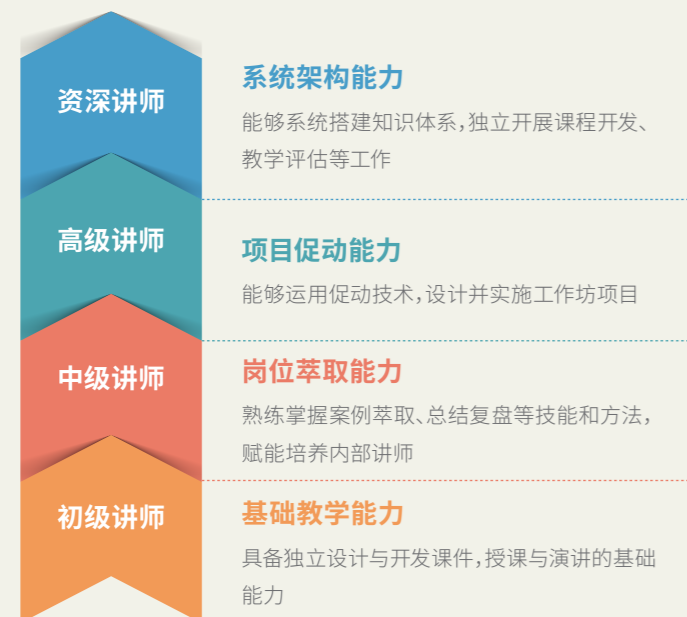 资深讲师
系统架构能力
能够系统搭建知识体系,独立开展课程开发、
教学评估等工作
高级讲师
项目促动能力
能够运用促动技术,设计并实施工作坊项目
中级讲师
岗位萃取能力
熟练掌握案例萃取、总结复盘等技能和方法,
赋能培养内部讲师
初级讲师
基础教学能力
具备独立设计与开发课件,授课与演讲的基础
能力